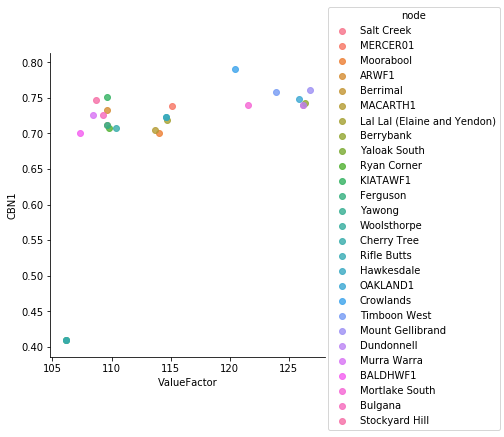 node
Salt Creek
MERCER01
Moorabool
ARWF1
Berrimal
MACARTH1
Lal Lal (Elaine and Yendon)
Berrybank
Yaloak South
Ryan Corner
KIATAWF1
Ferguson
Yawong
Woolsthorpe
Cherry Tree
Rifle Butts
Hawkesdale
OAKLAND1
Crowlands
Timboon West
Mount Gellibrand
Dundonnell
Murra Warra
BALDHWF1
Mortlake South
Bulgana
Stockyard Hill
CBN1
0.80
0.75
0.70
0.65
0.60
0.55
0.50
0.45
0.40
105 110 115 120 125
ValueFactor